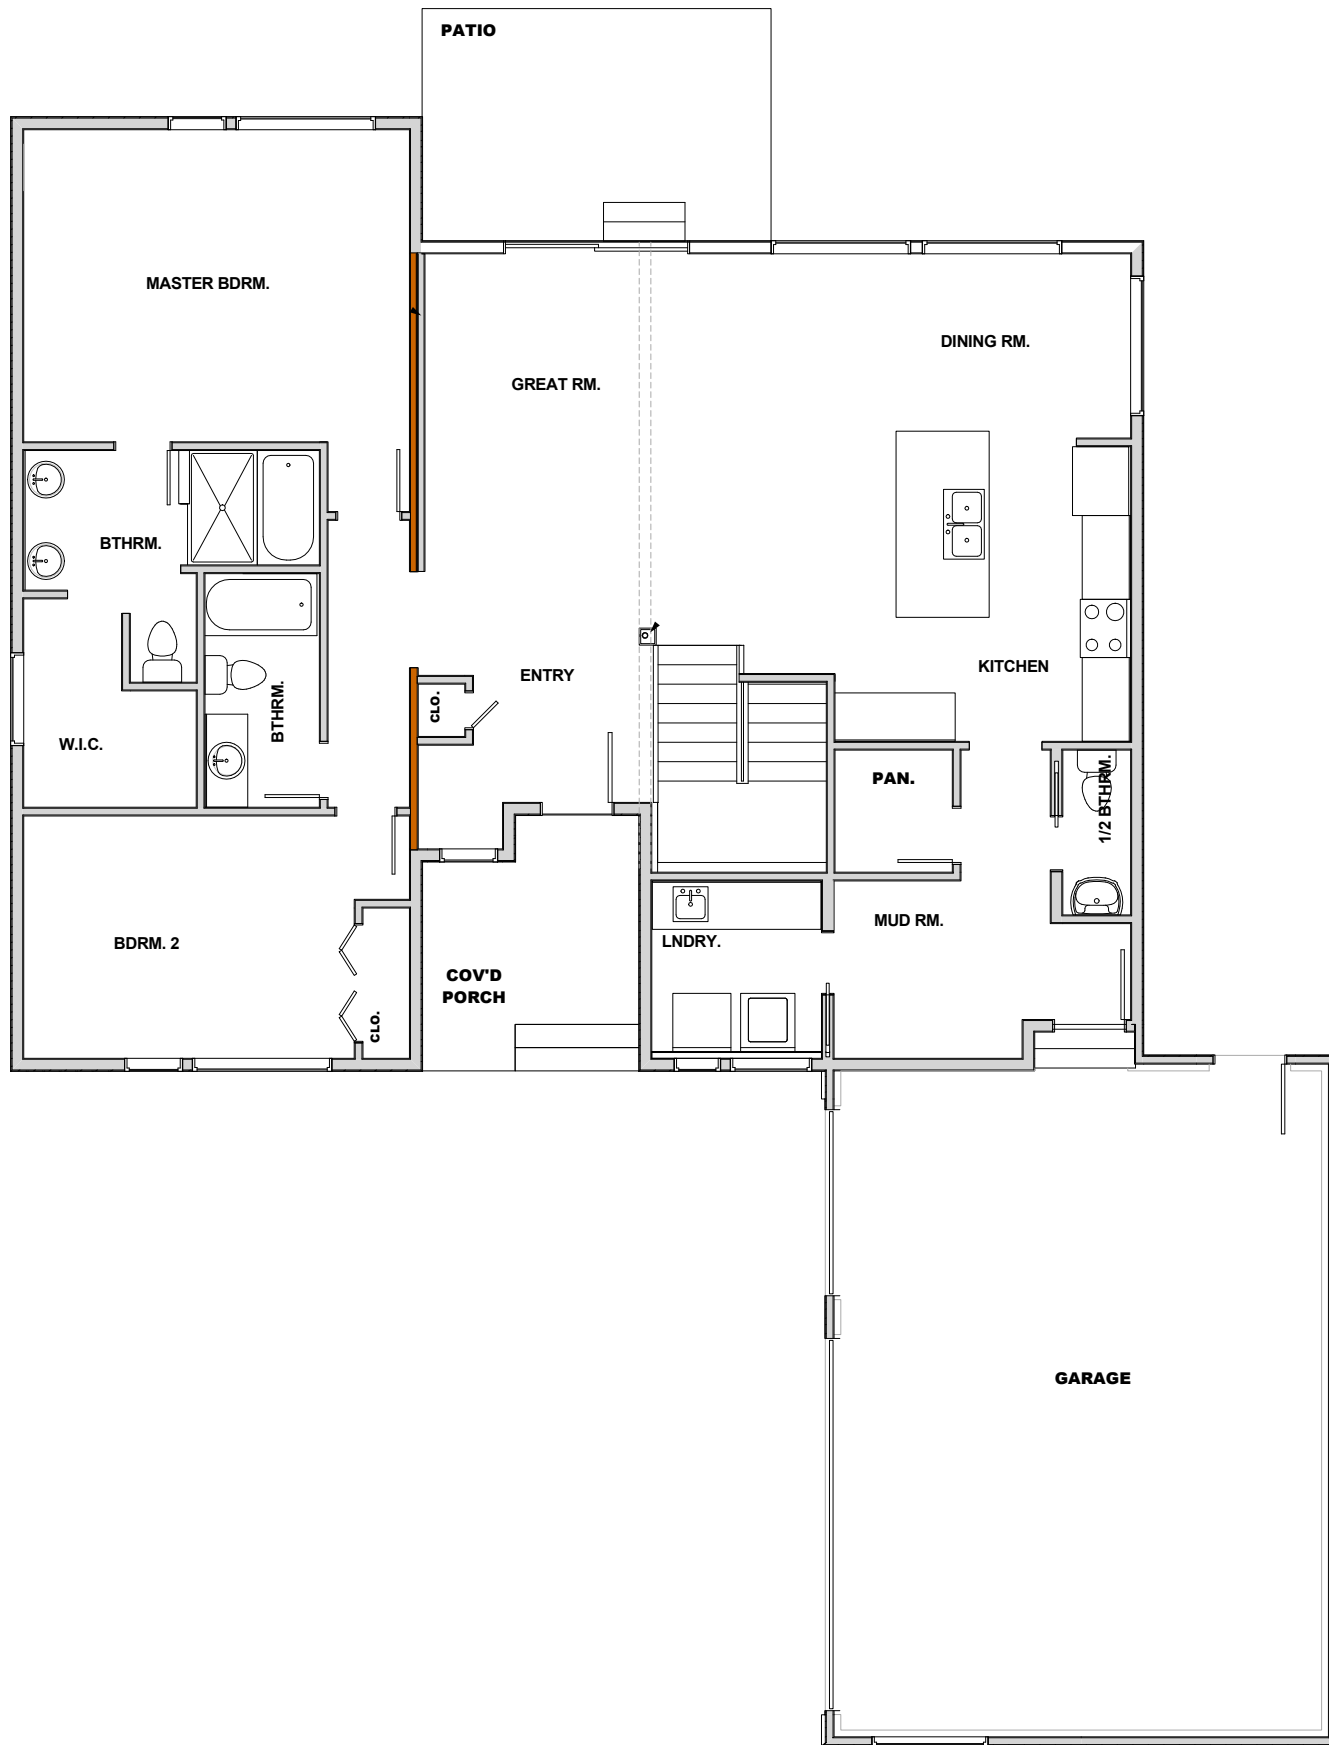 PATIO
MASTER BDRM.
DINING RM.
GREAT RM.
BTHRM.
KITCHEN
ENTRY
CLO.
BTHRM.
W.I.C.
PAN.
1/2 BTHRM.
MUD RM.
LNDRY.
BDRM. 2
COV'D
PORCH
CLO.
GARAGE